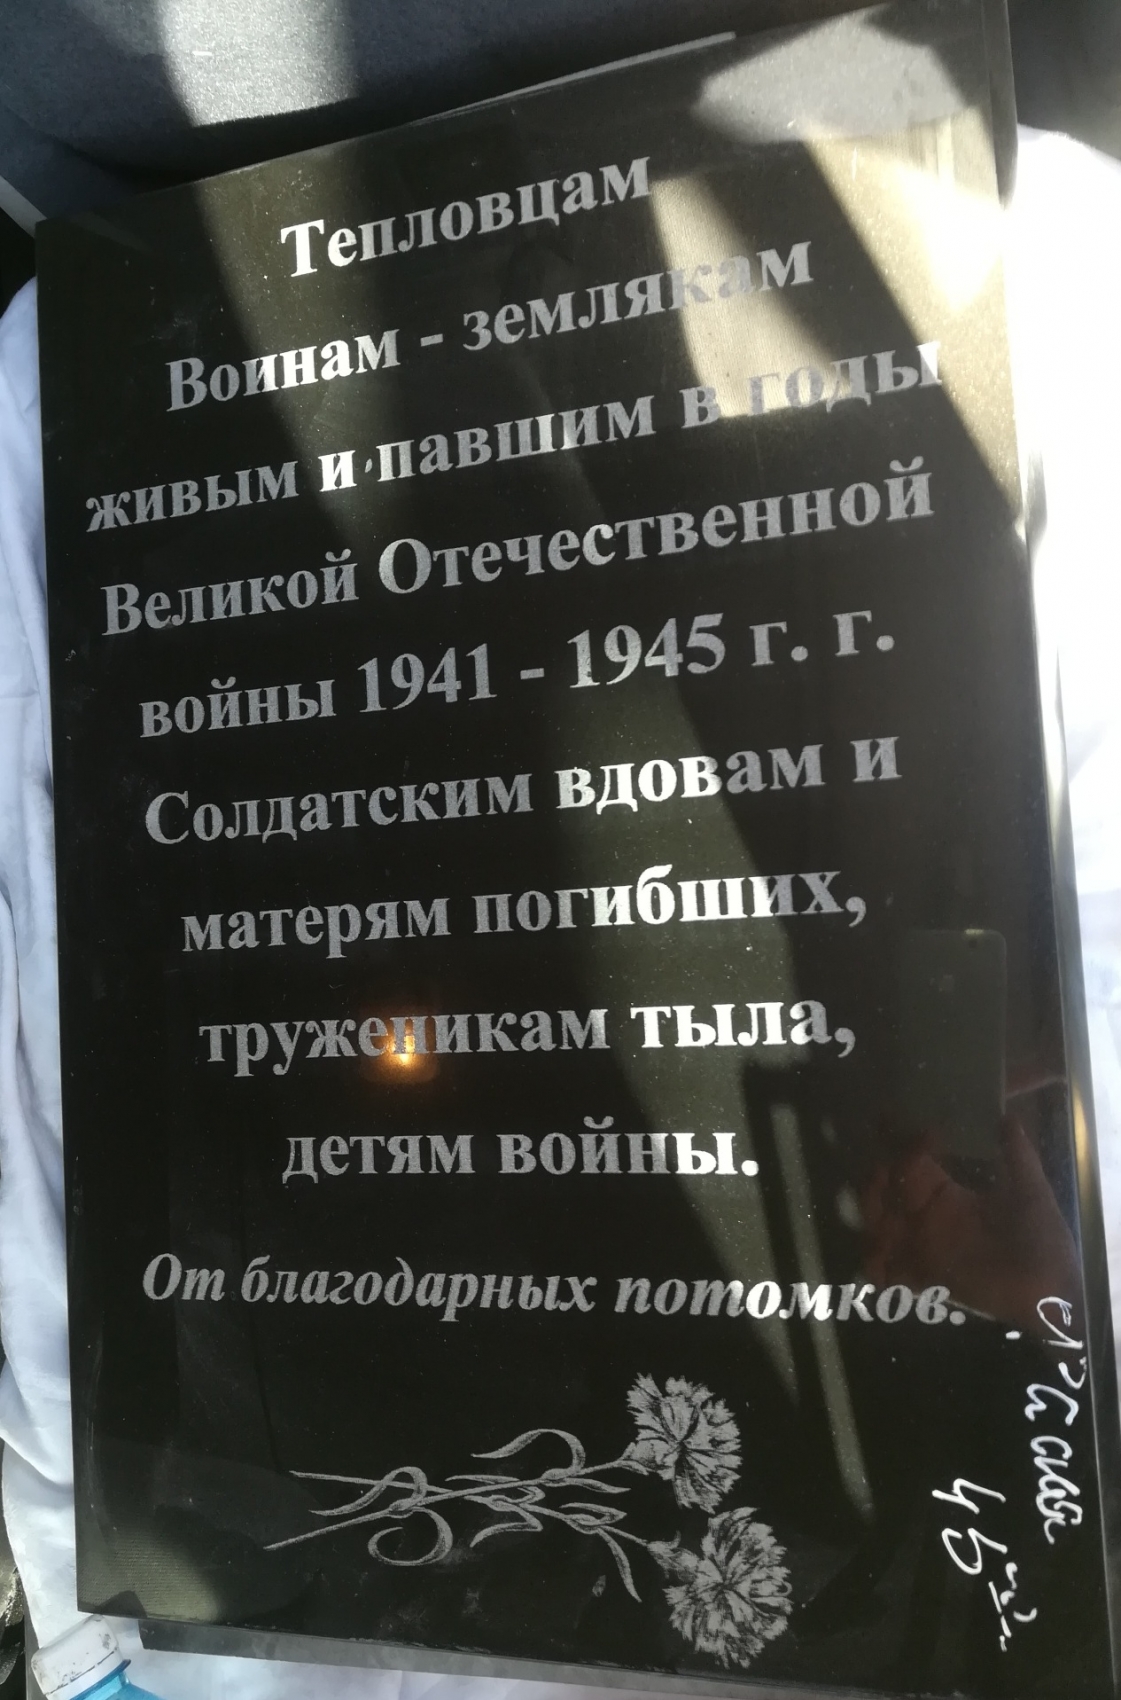 Тепловцам
Воинам - землякам
живым и павшим в годы
Великой Отечественной
войны 1941 - 1945 г. г.
Солдатским вдовам и
матерям погибших,
труженикам тыла,
детям войны.
От благодарных потомков.